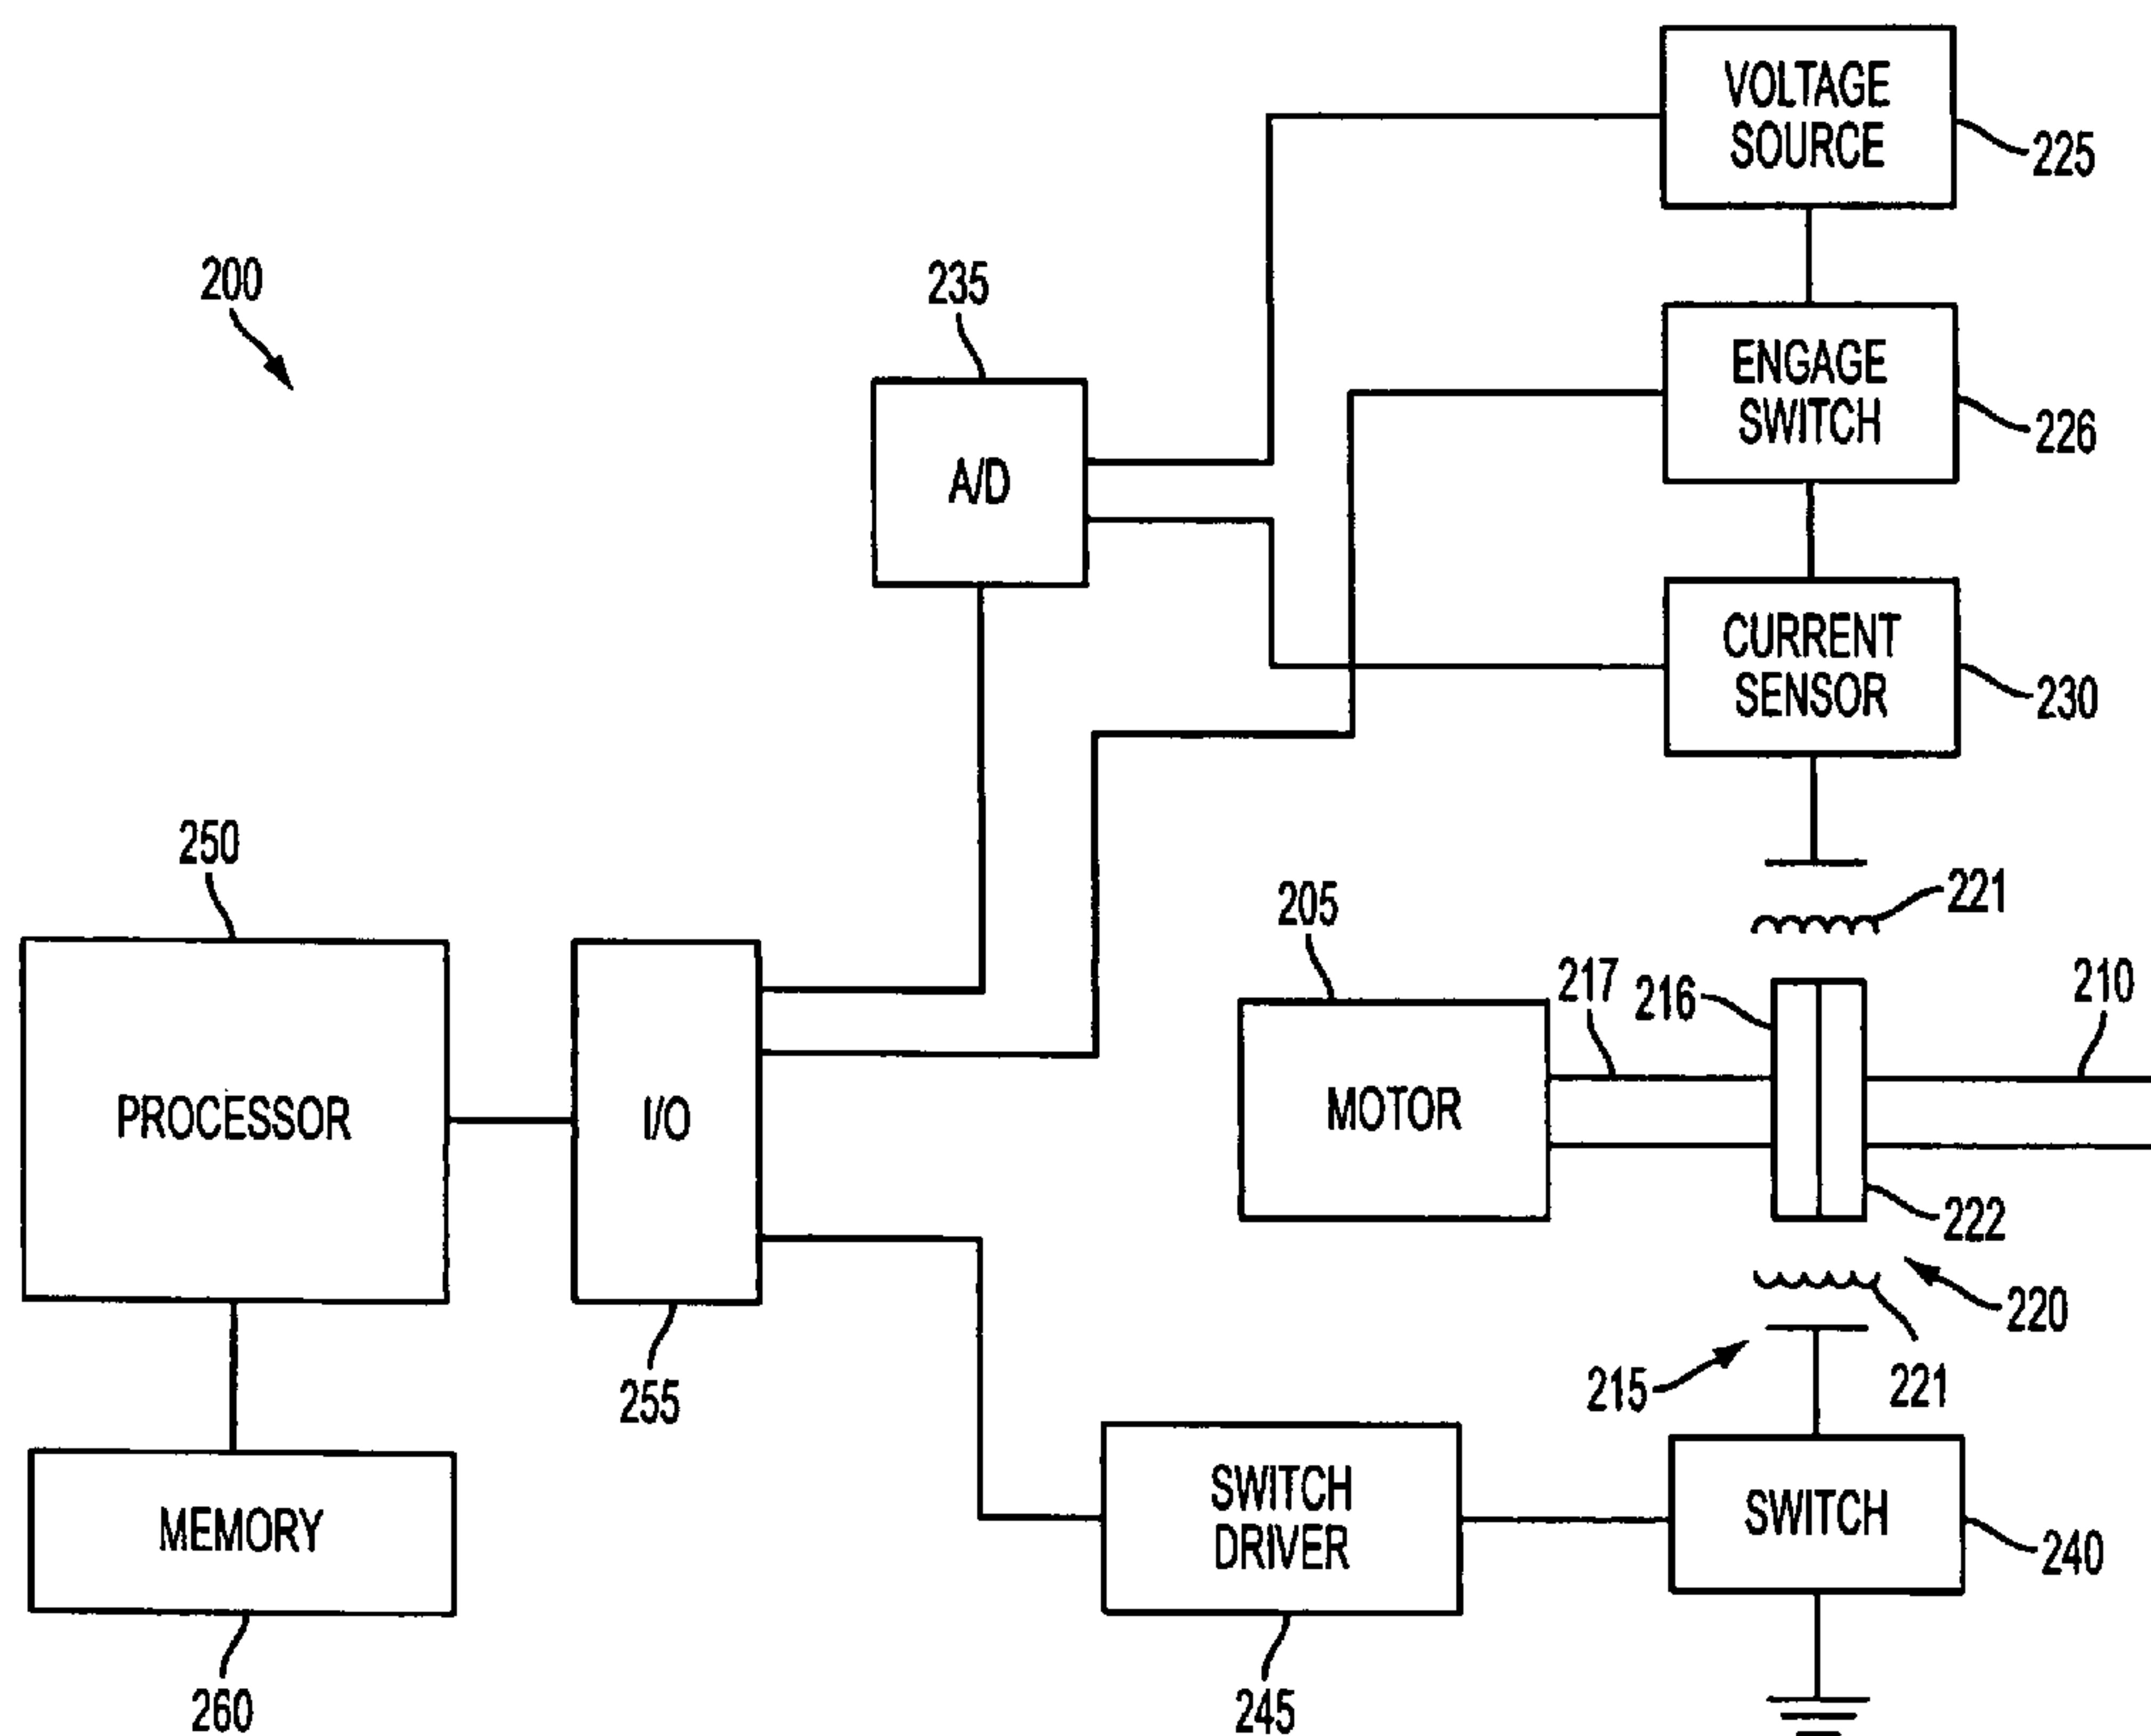 VOLTAGE
SOURCE
225
200
235
ENGAGE
SWITCH
226
A/D
CURRENT
SENSOR
230
250
205
221
217
216
210
PROCESSOR
I/O
MOTOR
222
220
215
221
255
SWITCH
DRIVER
SWITCH
240
MEMORY
260
245